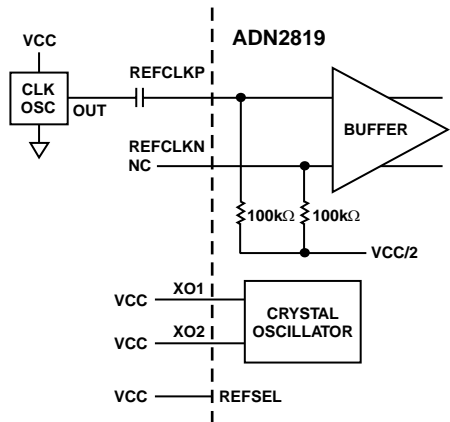 ADN2819
VCC
REFCLKP
CLK
OSC
OUT
BUFFER
REFCLKN
NC
100kΩ
100kΩ
VCC/2
XO1
VCC
CRYSTAL
OSCILLATOR
XO2
VCC
VCC
REFSEL